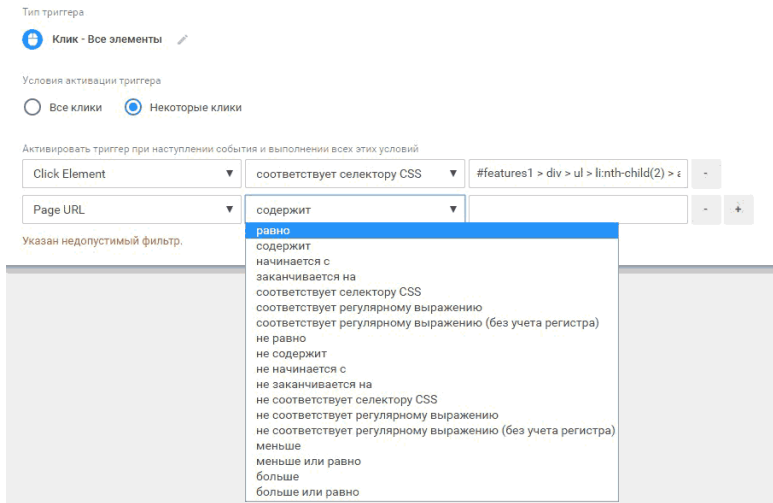 Тип триггера
Клик - Все элементы
Условия активации триггера
Все клики Некоторые клики
Активировать триггер при наступлении события и выполнении всех этих условий
Click Element соответствует селектору CSS #features1 > div > ul > li:nth-child(2) > a -
Page URL содержит - +
Указан недопустимый фильтр.
равно
содержит
начинается с
заканчивается на
соответствует селектору CSS
соответствует регулярному выражению
соответствует регулярному выражению (без учета регистра)
не равно
не содержит
не начинается с
не заканчивается на
не соответствует селектору CSS
не соответствует регулярному выражению
не соответствует регулярному выражению (без учета регистра)
меньше
меньше или равно
больше
больше или равно